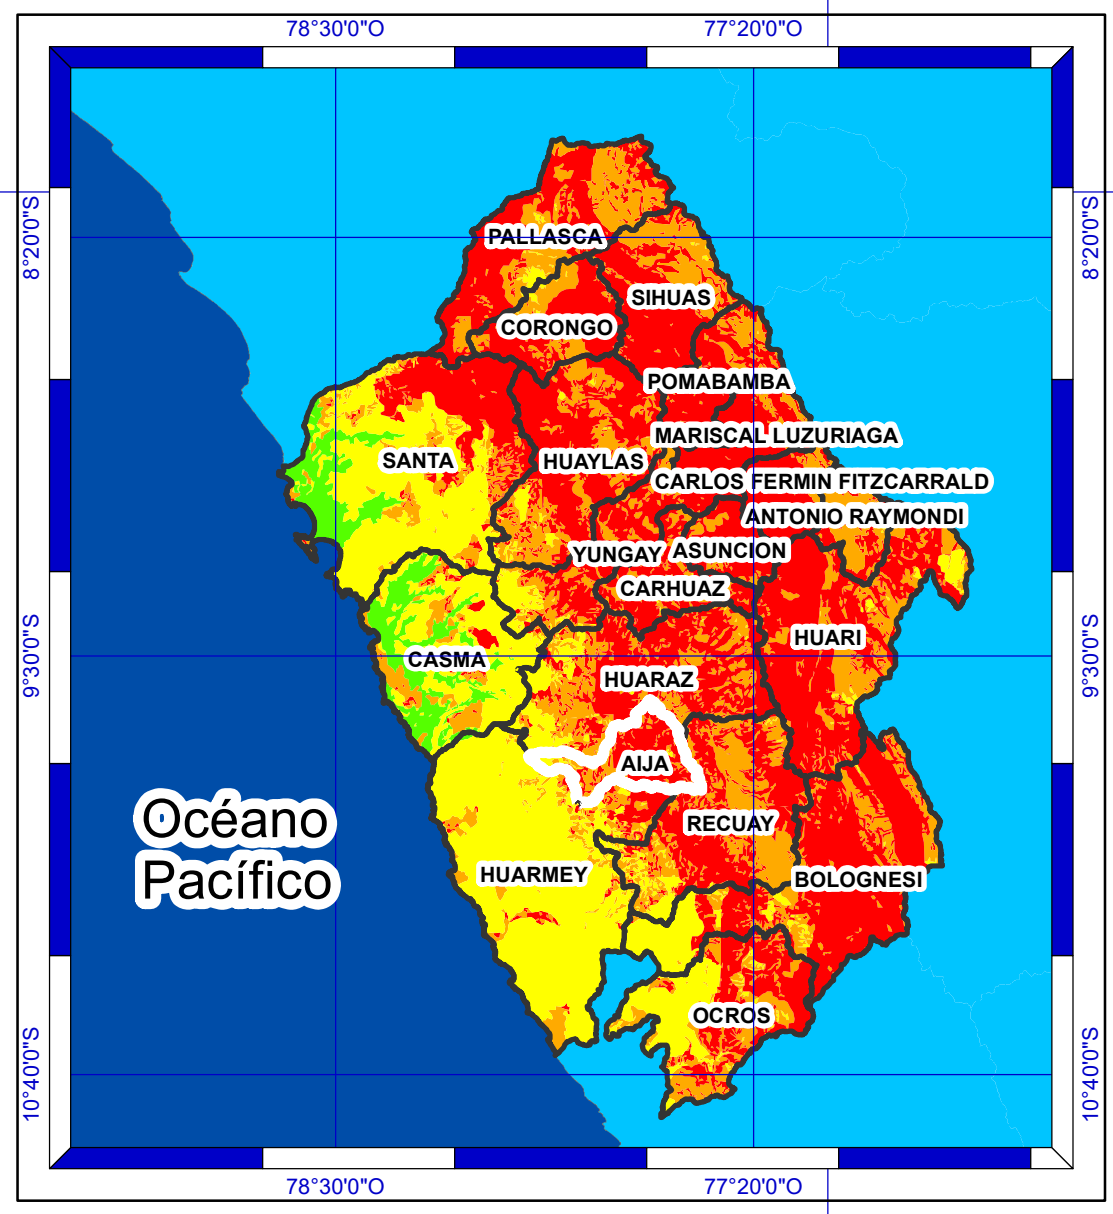 78°30'0"O 77°20'0"O
8°20'0"S 8°20'0"S
PALLASCA
SIHUAS
CORONGO
POMABAMBA
MARISCAL LUZURIAGA
SANTA HUAYLAS
CARLOS FERMIN FITZCARRALD
ANTONIO RAYMONDI
YUNGAY ASUNCION
CARHUAZ
HUARI
9°30'0"S 9°30'0"S
CASMA
HUARAZ
AIJA
Océano
Pacífico
RECUAY
HUARMEY
BOLOGNESI
OCROS
10°40'0"S 10°40'0"S
78°30'0"O 77°20'0"O